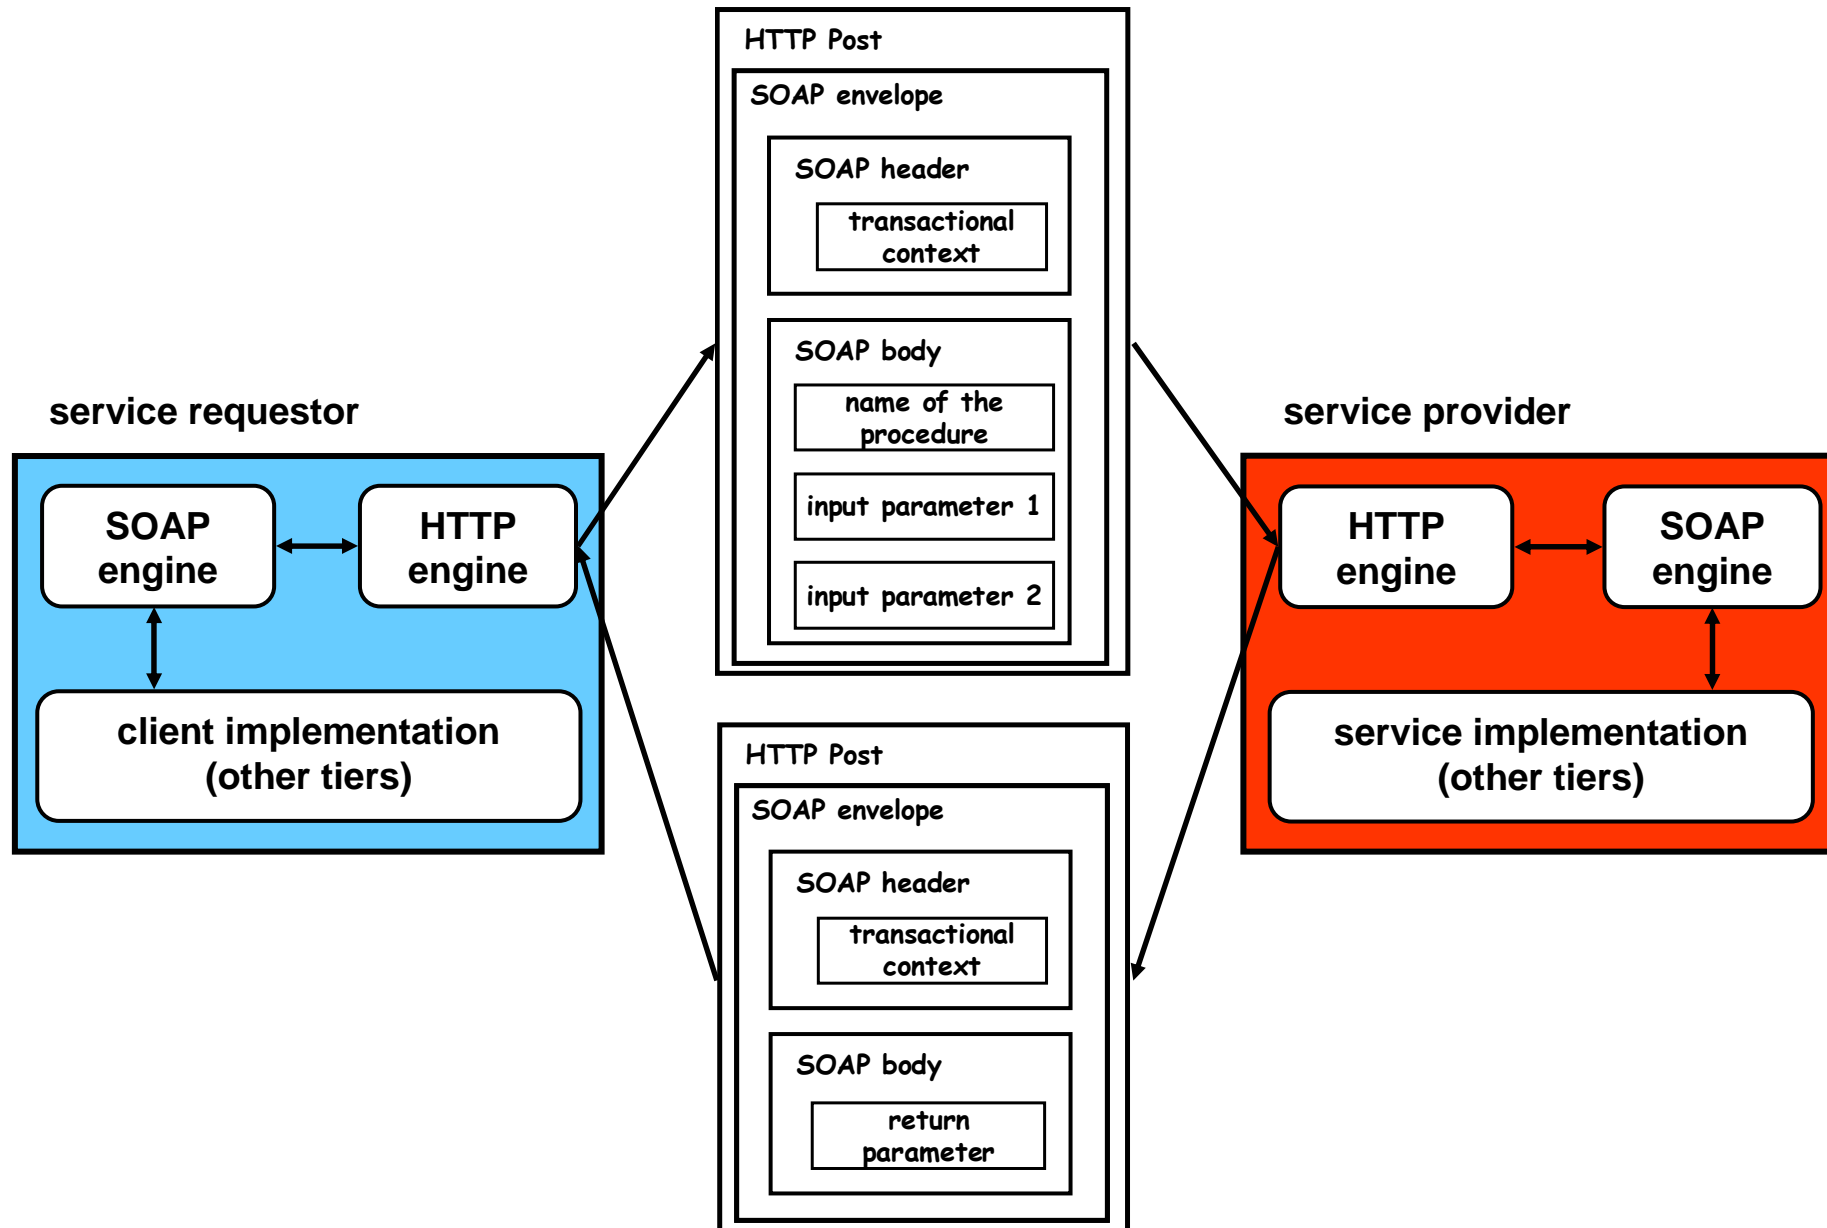 HTTP Post
SOAP envelope
SOAP header
transactional
context
SOAP body
name of the
procedure
input parameter 1
input parameter 2
service requestor
SOAP
engine
HTTP
engine
client implementation
(other tiers)
service provider
HTTP
engine
SOAP
engine
service implementation
(other tiers)
HTTP Post
SOAP envelope
SOAP header
transactional
context
SOAP body
return
parameter